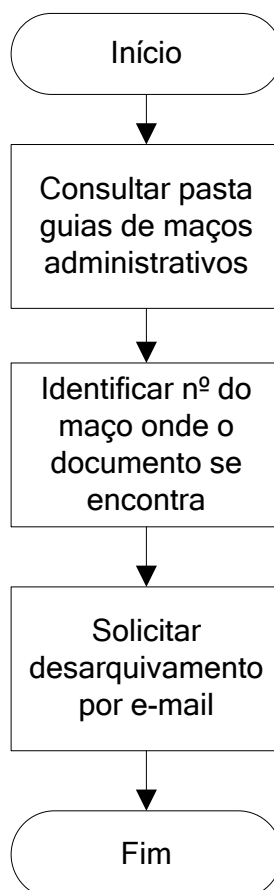 Início
Consultar pasta
guias de maços
administrativos
Identificar nº do
maço onde o
documento se
encontra
Solicitar
desarquivamento
por e-mail
Fim